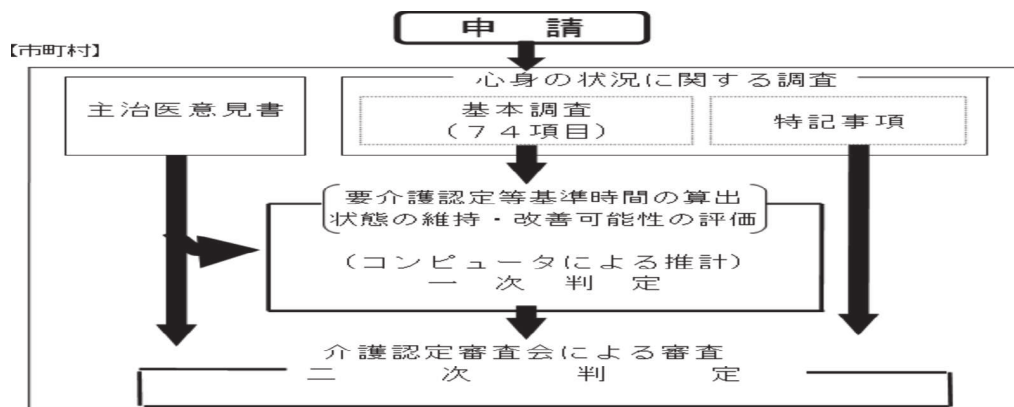 申請
【市町村】
心身の状況に関する調査
主治医意見書
基本調査
(74項目)
特記事項
要介護認定等基準時間の算出
状態の維持・改善可能性の評価
(コンピュータによる推計)
一次判定
介護認定審査会による審査
二次判定